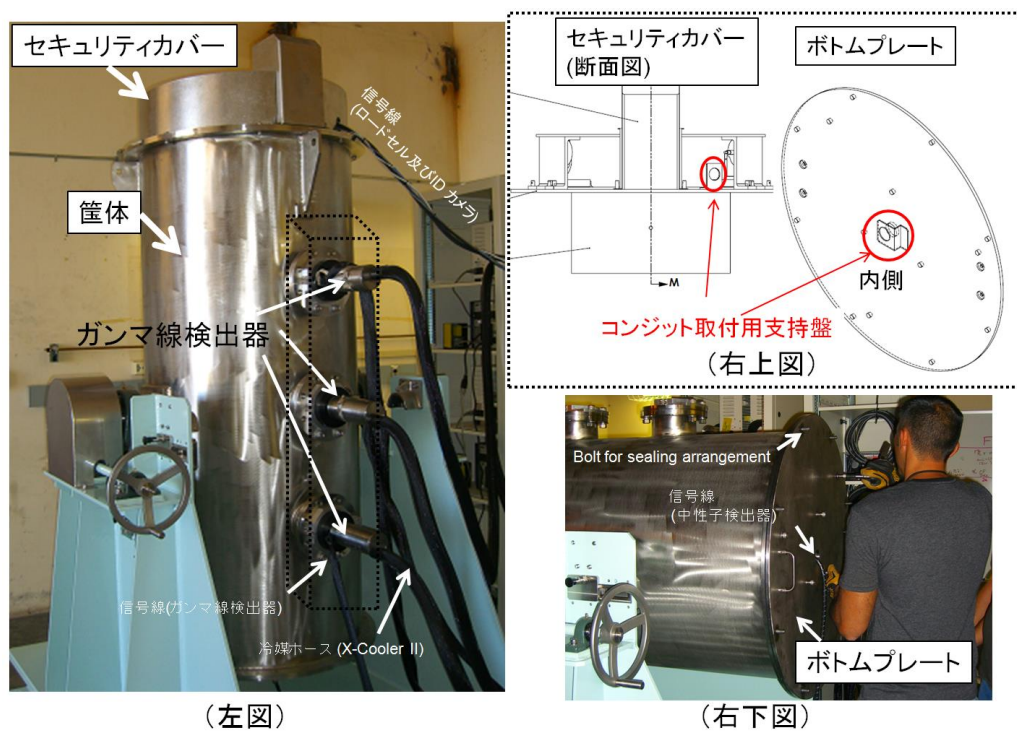 セキュリティカバー
信号線
(ロードセル及びID カメラ)
筐体
ガンマ線検出器
信号線(ガンマ線検出器)
冷媒ホース (X-Cooler II)
(左図)
セキュリティカバー
(断面図)
ボトムプレート
M
内側
コンジット取付用支持盤
(右上図)
Bolt for sealing arrangement
信号線
(中性子検出器)
ボトムプレート
(右下図)